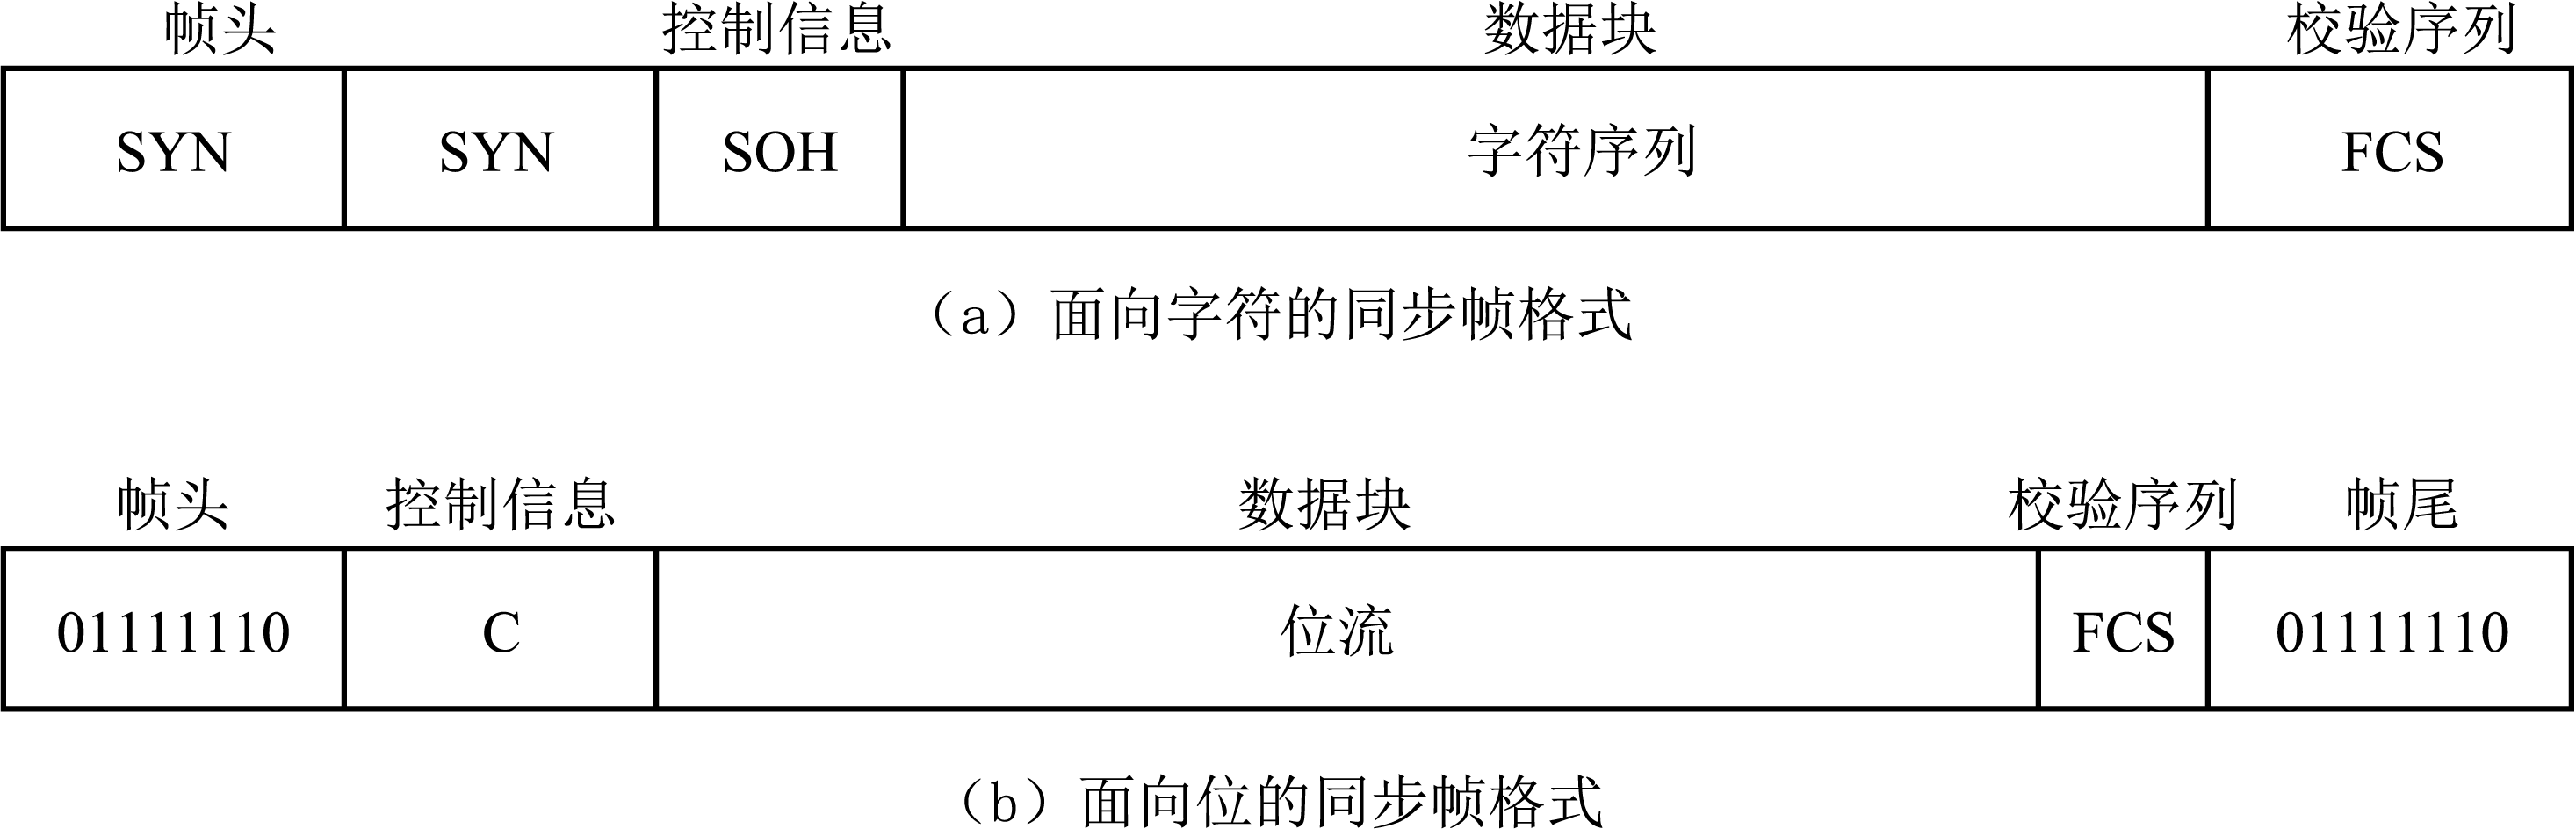 帧头 控制信息 数据块 校验序列
SYN SYN SOH 字符序列 FCS
（a）面向字符的同步帧格式
帧头 控制信息 数据块 校验序列 帧尾
01111110 C 位流 FCS 01111110
（b）面向位的同步帧格式